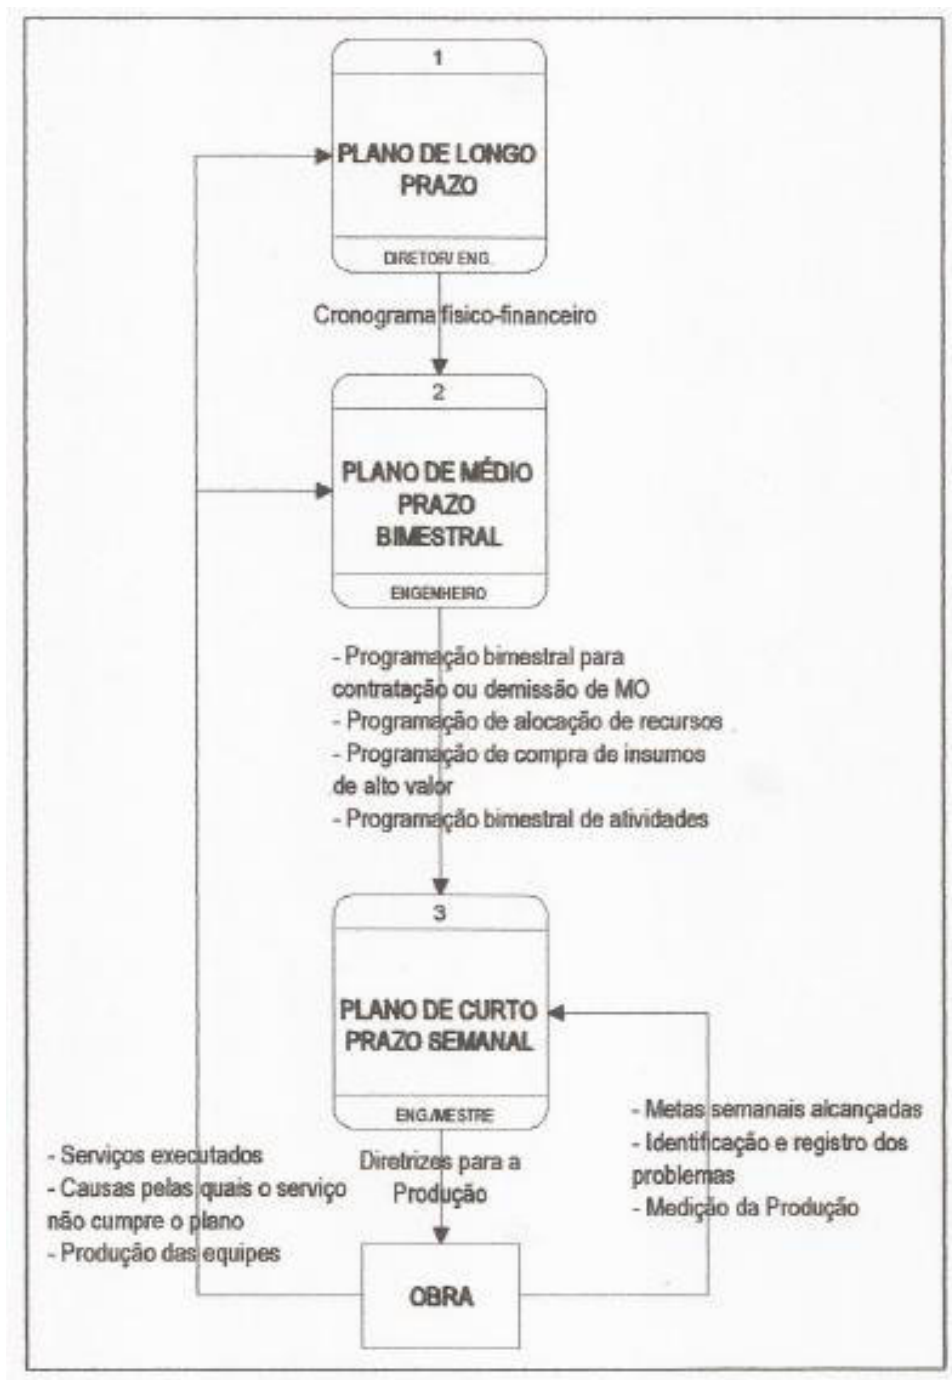 1
PLANO DE LONGO
PRAZO
DIRETOR/ ENG.
Cronograma físico-financeiro
2
PLANO DE MÉDIO
PRAZO
BIMESTRAL
ENGENHEIRO
- Programação bimestral para
contratação ou demissão de MO
- Programação de alocação de recursos
- Programação de compra de insumos
de alto valor
- Programação bimestral de atividades
3
PLANO DE CURTO
PRAZO SEMANAL
ENG./MESTRE
- Metas semanais alcançadas
- Identificação e registro dos
problemas
- Medição da Produção
- Serviços executados
- Causas pelas quais o serviço
não cumpre o plano
- Produção das equipes
Diretrizes para a
Produção
OBRA